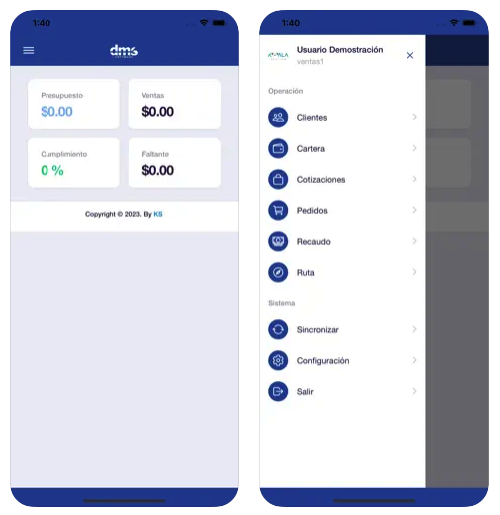 1:40
dms
Presupuesto
$0.00
Ventas
$0.00
Cumplimiento
0 %
Faltante
$0.00
Copyright © 2023. By KS
1:40
Usuario Demostración
ventas1
Operación
Clientes
Cartera
Cotizaciones
Pedidos
Recaudo
Ruta
Sistema
Sincronizar
Configuración
Salir